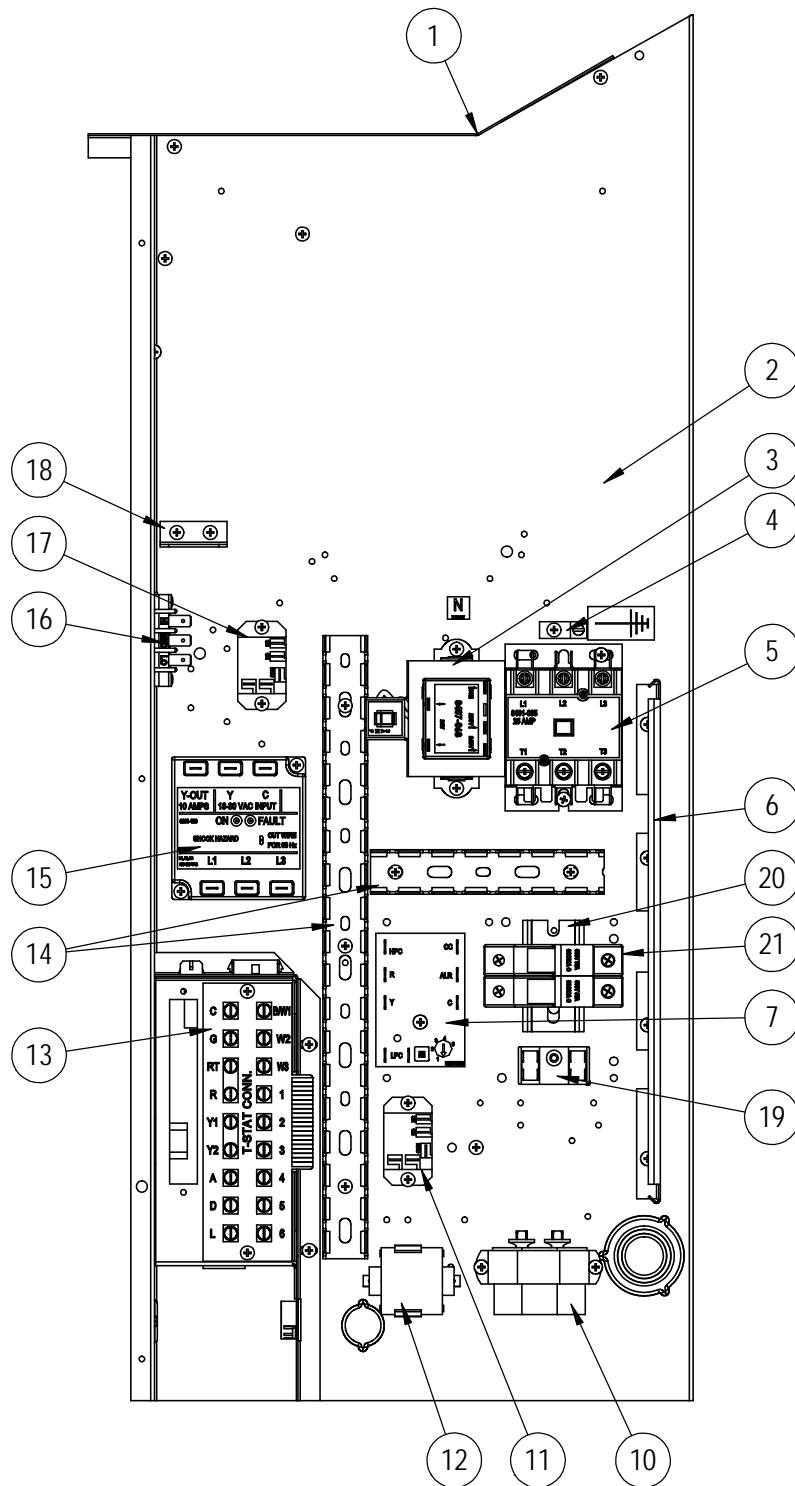 1
2
3
4
5
6
18
17
16
N
L1 L2 L3
25 AMP
T1 T2 T3
Y-OUT Y C
10 AMPS 18-30 VAC INPUT
ON FAULT
SHOCK HAZARD CUT WIRE
FOR 50 Hz
L1 L2 L3
15
14
20
21
HPC CC
R ALR
Y C
LPC
7
13
C B/W1
G W2
RT W3
R 1
Y1 2
Y2 3
A 4
D 5
L 6
T-STAT CONN.
19
12
11
10